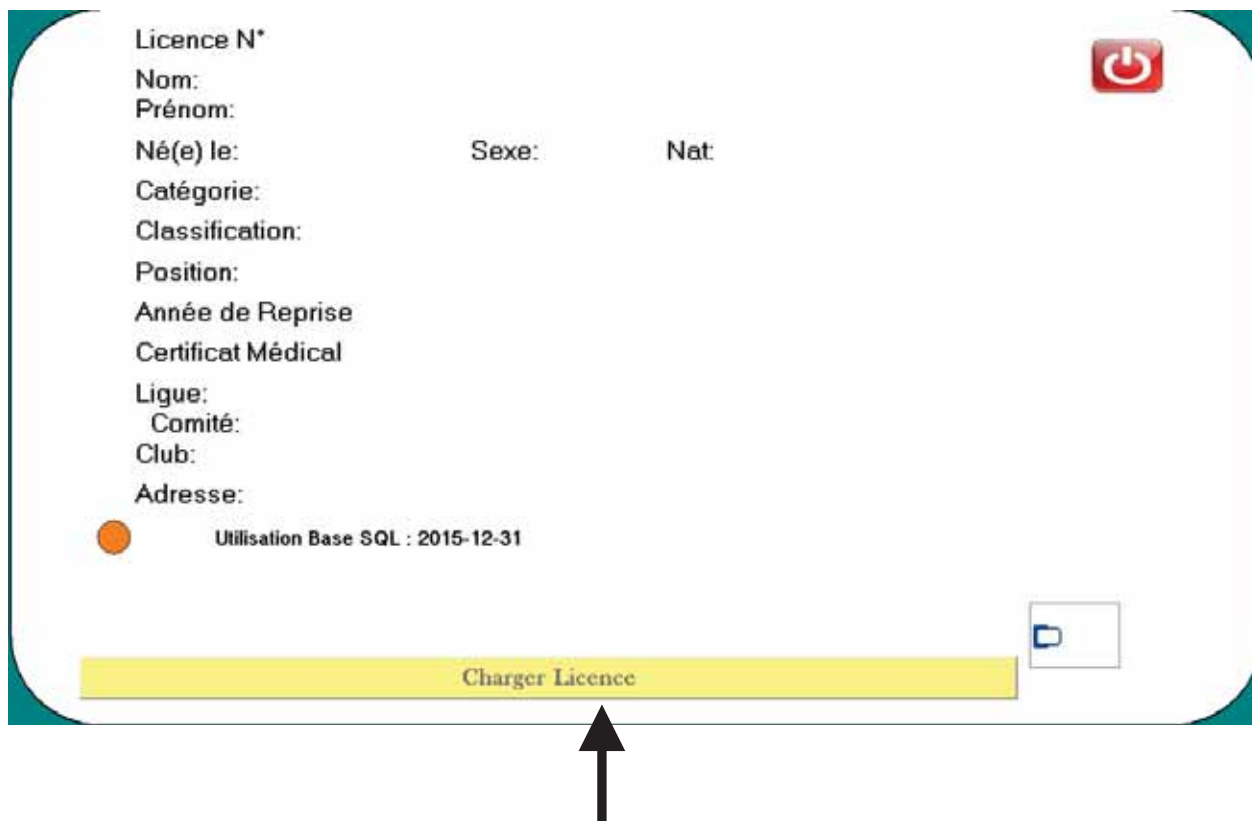 Licence N°
Nom:
Prénom:
Né(e) le: Sexe: Nat:
Catégorie:
Classification:
Position:
Année de Reprise
Certificat Médical
Ligue:
Comité:
Club:
Adresse:
Utilisation Base SQL : 2015-12-31
Charger Licence